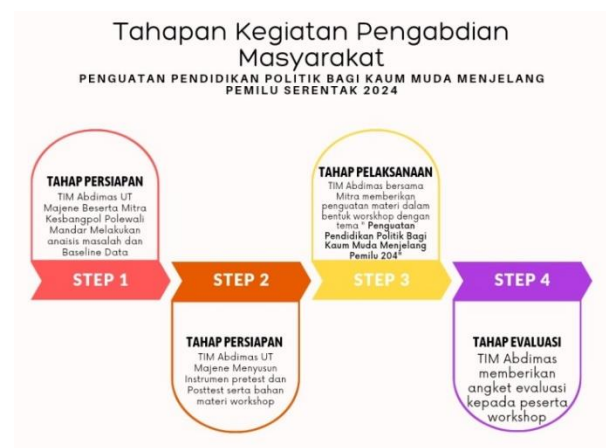 Tahapan Kegiatan Pengabdian
Masyarakat
PENGUATAN PENDIDIKAN POLITIK BAGI KAUM MUDA MENJELANG
PEMILU SERENTAK 2024
TAHAP PERSIAPAN
TIM Abdimas UT
Majene Beserta Mitra
Kesbangpol Polewali
Mandar Melakukan
anaisis masalah dan
Baseline Data
STEP 1
STEP 2
TAHAP PERSIAPAN
TIM Abdimas UT
Majene Menyusun
Instrumen pretest dan
Posttest serta bahan
materi workshop
TAHAP PELAKSANAAN
TIM Abdimas bersama
Mitra memberikan
penguatan materi dalam
bentuk worskhop dengan
tema " Penguatan
Pendidikan Politik Bagi
Kaum Muda Menjelang
Pemilu 204"
STEP 3
STEP 4
TAHAP EVALUASI
TIM Abdimas
memberikan
angket evaluasi
kepada peserta
workshop